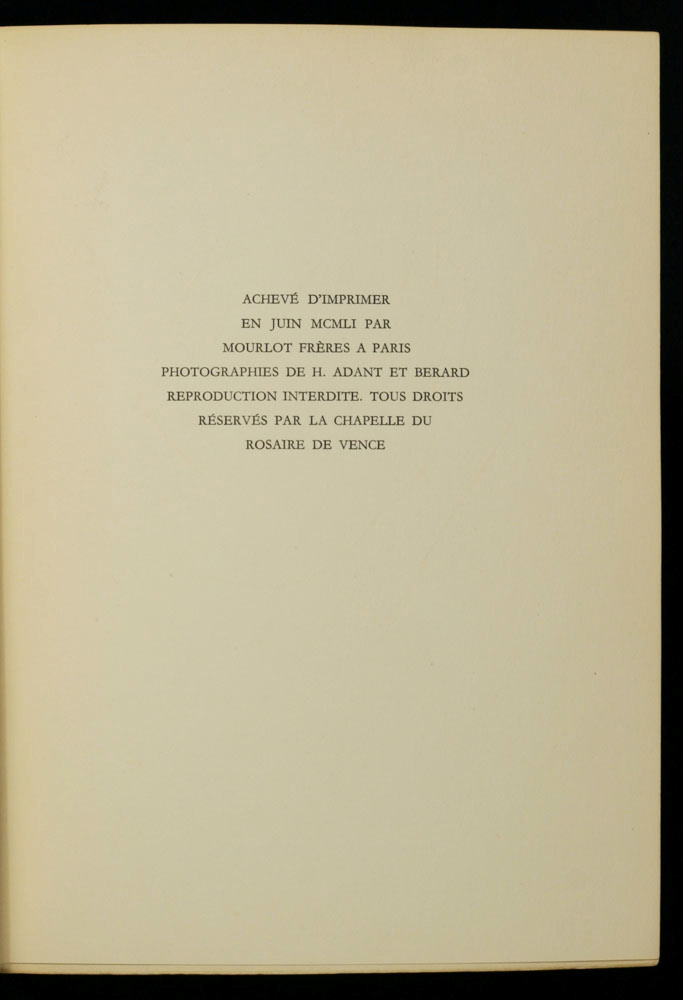 ACHEVÉ D'IMPRIMER
EN JUIN MCMLI PAR
MOURLOT FRÈRES A PARIS
PHOTOGRAPHIES DE H. ADANT ET BERARD
REPRODUCTION INTERDITE. TOUS DROITS
RÉSERVÉS PAR LA CHAPELLE DU
ROSAIRE DE VENCE